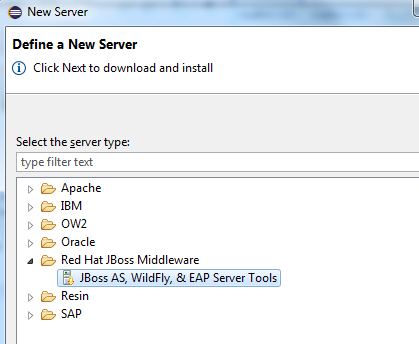 New Server
Define a New Server
Click Next to download and install
Select the server type:
type filter text
Apache
IBM
OW2
Oracle
Red Hat JBoss Middleware
JBoss AS, WildFly, & EAP Server Tools
Resin
SAP